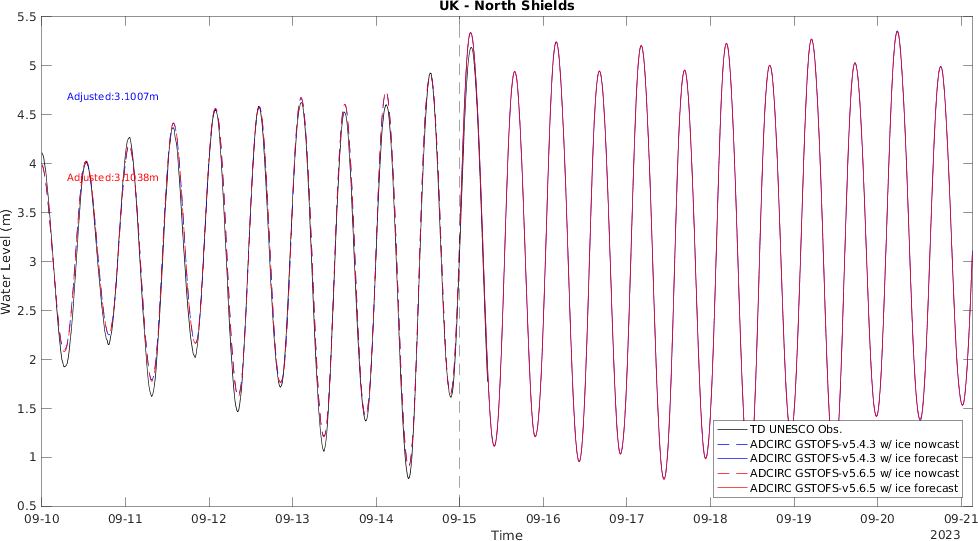 UK - North Shields
5.5
5
4.5
4
3.5
3
2.5
2
1.5
1
0.5
Water Level (m)
Adjusted:3.1007m
Adjusted:3.1038m
TD UNESCO Obs.
ADCIRC GSTOFS-v5.4.3 w/ ice nowcast
ADCIRC GSTOFS-v5.4.3 w/ ice forecast
ADCIRC GSTOFS-v5.6.5 w/ ice nowcast
ADCIRC GSTOFS-v5.6.5 w/ ice forecast
09-10 09-11 09-12 09-13 09-14 09-15 09-16 09-17 09-18 09-19 09-20 09-21
Time
2023